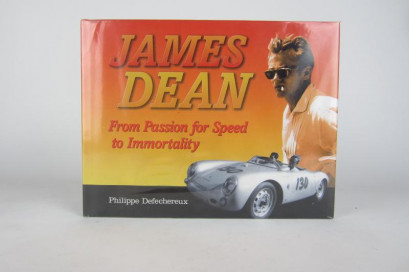 JAMES
DEAN
From Passion for Speed
to Immortality
130
Philippe Defechereux